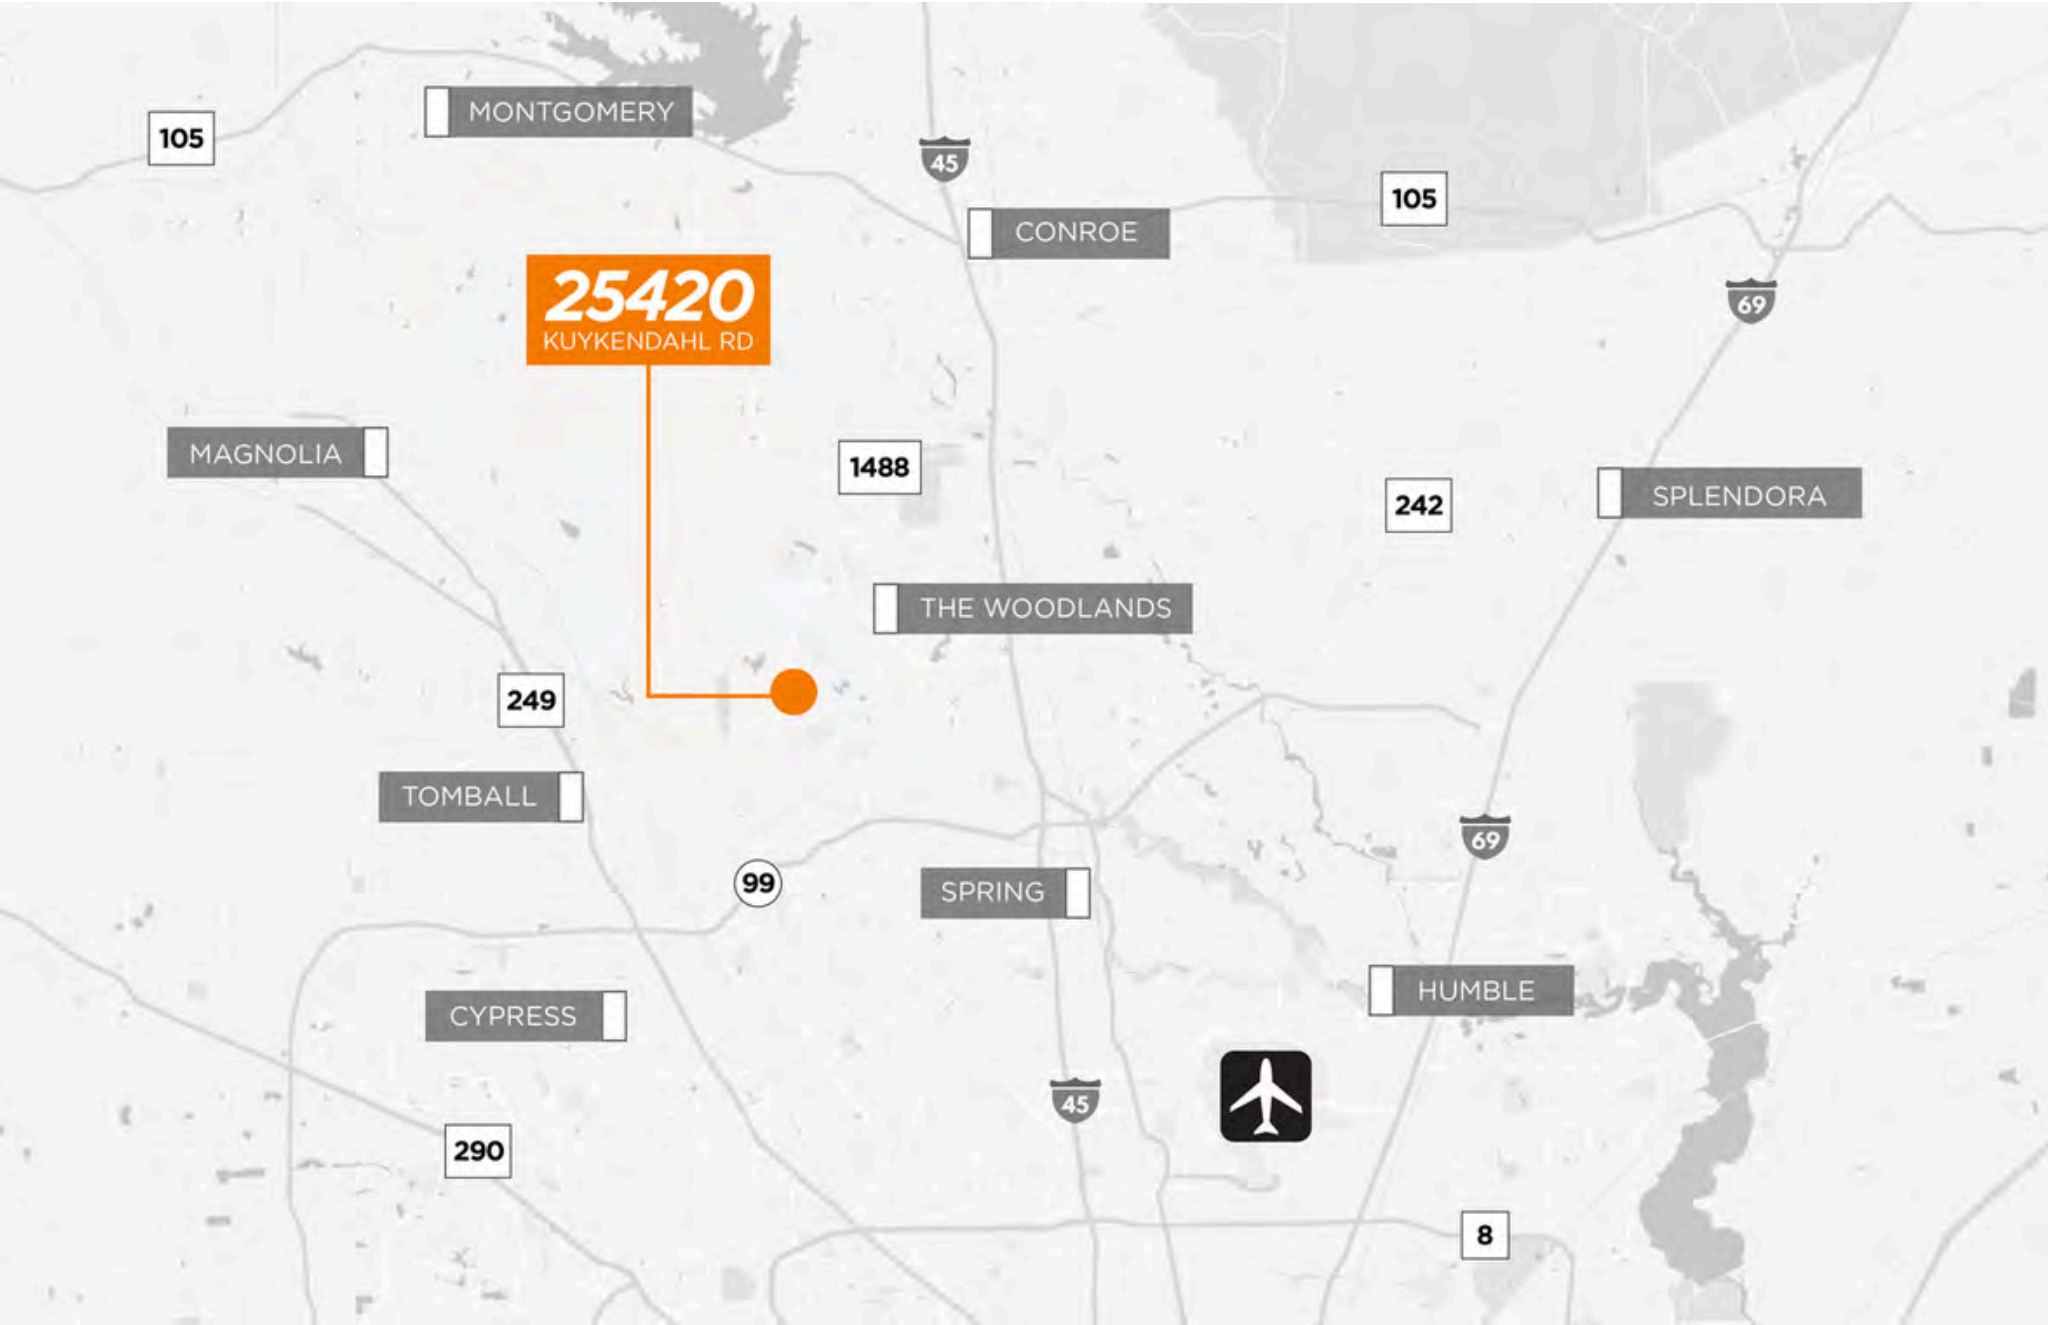 MONTGOMERY
105
45
105
CONROE
25420
KUYKENDAHL RD
69
MAGNOLIA
1488
242
SPLENDORA
THE WOODLANDS
249
TOMBALL
69
99
SPRING
HUMBLE
CYPRESS
45
290
8